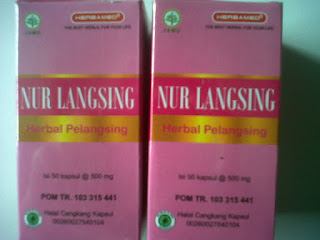 HERBAMED
THE BEST HERBAL FOR YOUR LIFE
NUR LANGSING
Herbal Pelangsing
Isi 50 kapsul @ 500 mg
POM TR. 103 315 441
Halal Cangkang Kapsul
00260027540104
HERBAMED
THE BEST HERBAL FOR YOUR LIFE
NUR LANGSING
Herbal Pelangsing
Isi 50 kapsul @ 500 mg
POM TR. 103 315 441
Halal Cangkang Kapsul
00260027540104